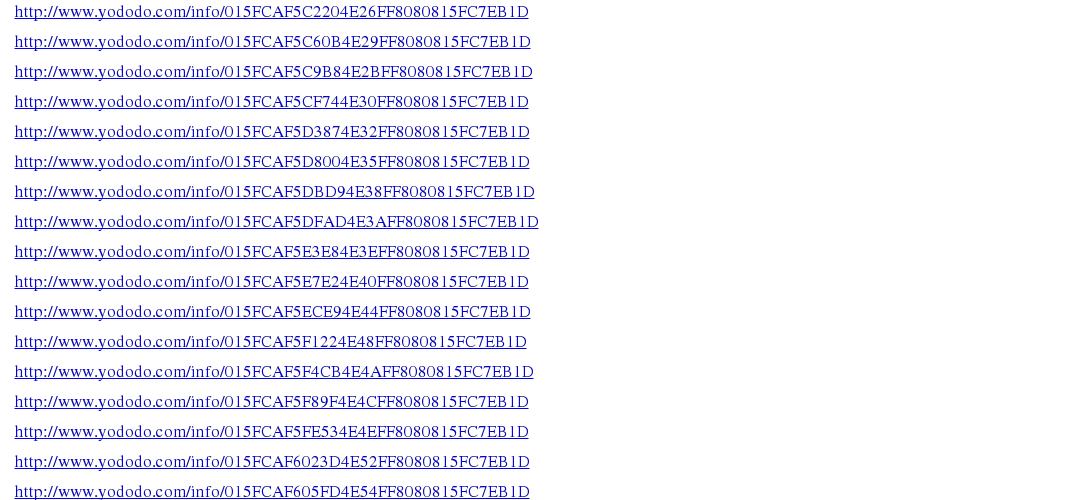 http://www.yododo.com/info/015FCAF5C2204E26FF8080815FC7EB1D
http://www.yododo.com/info/015FCAF5C60B4E29FF8080815FC7EB1D
http://www.yododo.com/info/015FCAF5C9B84E2BFF8080815FC7EB1D
http://www.yododo.com/info/015FCAF5CF744E30FF8080815FC7EB1D
http://www.yododo.com/info/015FCAF5D3874E32FF8080815FC7EB1D
http://www.yododo.com/info/015FCAF5D8004E35FF8080815FC7EB1D
http://www.yododo.com/info/015FCAF5DBD94E38FF8080815FC7EB1D
http://www.yododo.com/info/015FCAF5DFAD4E3AFF8080815FC7EB1D
http://www.yododo.com/info/015FCAF5E3E84E3EFF8080815FC7EB1D
http://www.yododo.com/info/015FCAF5E7E24E40FF8080815FC7EB1D
http://www.yododo.com/info/015FCAF5ECE94E44FF8080815FC7EB1D
http://www.yododo.com/info/015FCAF5F1224E48FF8080815FC7EB1D
http://www.yododo.com/info/015FCAF5F4CB4E4AFF8080815FC7EB1D
http://www.yododo.com/info/015FCAF5F89F4E4CFF8080815FC7EB1D
http://www.yododo.com/info/015FCAF5FE534E4EFF8080815FC7EB1D
http://www.yododo.com/info/015FCAF6023D4E52FF8080815FC7EB1D
http://www.yododo.com/info/015FCAF605FD4E54FF8080815FC7EB1D